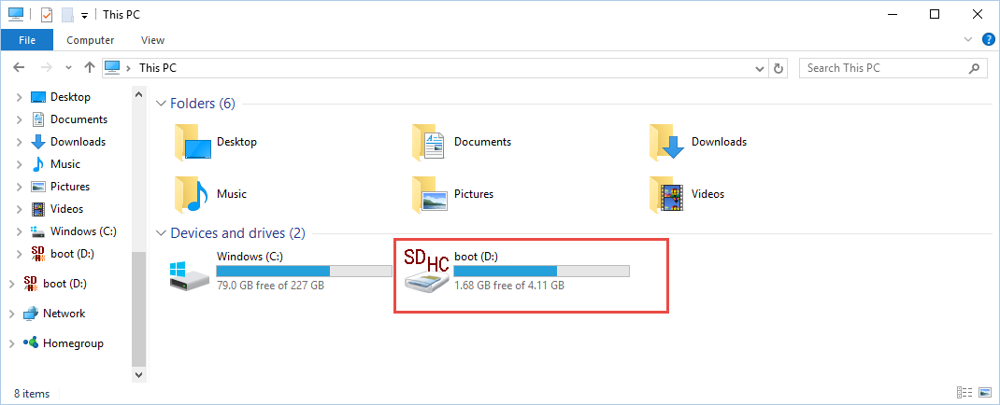 This PC
File Computer View
This PC
Search This PC
Desktop
Documents
Downloads
Music
Pictures
Videos
Windows (C:)
boot (D:)
boot (D:)
Network
Homegroup
Folders (6)
Desktop Documents Downloads
Music Pictures Videos
Devices and drives (2)
Windows (C:)
79.0 GB free of 227 GB
SDHC
boot (D:)
1.68 GB free of 4.11 GB
8 items